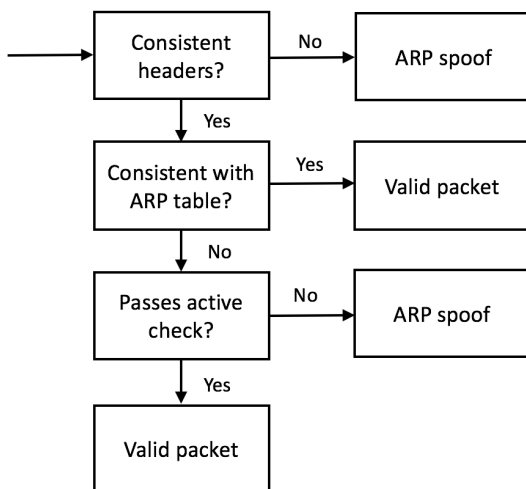 Consistent
headers?
No
ARP spoof
Yes
Consistent with
ARP table?
Yes
Valid packet
No
Passes active
check?
No
ARP spoof
Yes
Valid packet